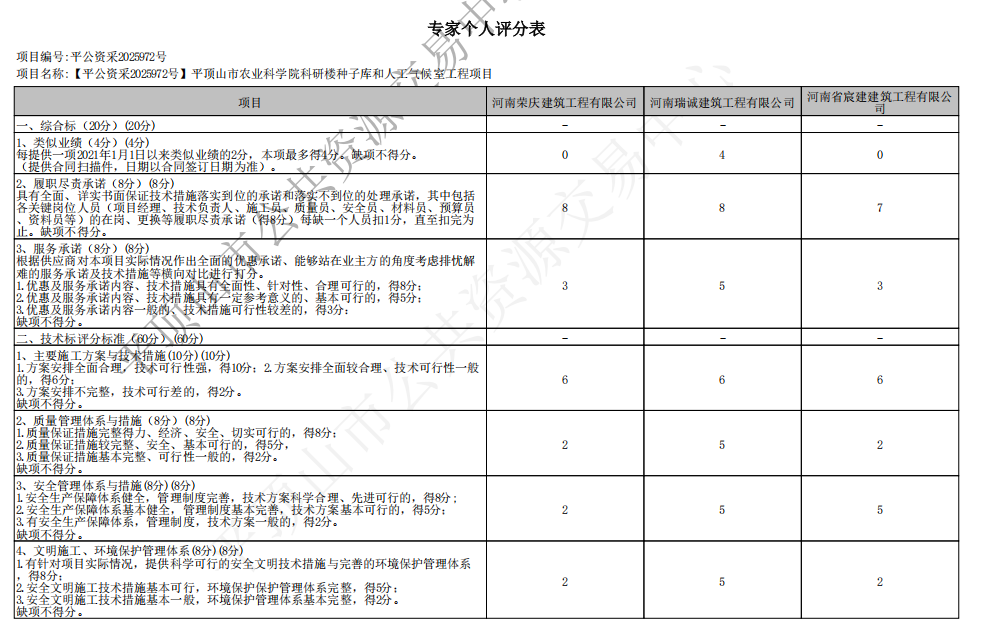 专家个人评分表
项目编号:平公资采2025972号
项目名称:【平公资采2025972号】平顶山市农业科学院科研楼种子库和人工气候室工程项目
项目 河南荣庆建筑工程有限公司 河南瑞诚建筑工程有限公司 河南省宸建建筑工程有限公
司
一、综合标（20分）(20分) － － －
1、类似业绩（4分）(4分)
每提供一项2021年1月1日以来类似业绩的2分，本项最多得4分。缺项不得分。
（提供合同扫描件，日期以合同签订日期为准）。
0 4 0
2、履职尽责承诺（8分）(8分)
具有全面、详实书面保证技术措施落实到位的承诺和落实不到位的处理承诺，其中包括
各关键岗位人员（项目经理、技术负责人、施工员、质量员、安全员、材料员、预算员
、资料员等）的在岗、更换等履职尽责承诺（得8分）每缺一个人员扣1分，直至扣完为
止。缺项不得分。
8 8 7
3、服务承诺（8分）(8分)
根据供应商对本项目实际情况作出全面的优惠承诺、能够站在业主方的角度考虑排忧解
难的服务承诺及技术措施等横向对比进行打分。
1.优惠及服务承诺内容、技术措施具有全面性、针对性、合理可行的，得8分；
2.优惠及服务承诺内容、技术措施具有一定参考意义的、基本可行的，得5分；
3.优惠及服务承诺内容一般的、技术措施可行性较差的，得3分；
缺项不得分。
3 5 3
二、技术标评分标准（60分）(60分) － － －
1、主要施工方案与技术措施(10分)(10分)
1.方案安排全面合理，技术可行性强，得10分；2.方案安排全面较合理、技术可行性一般
的，得6分；
3.方案安排不完整，技术可行差的，得2分。
缺项不得分。
6 6 6
2、质量管理体系与措施（8分）(8分)
1.质量保证措施完整得力、经济、安全、切实可行的，得8分；
2.质量保证措施较完整、安全、基本可行的，得5分，
3.质量保证措施基本完整、可行性一般的，得2分。
缺项不得分。
2 5 2
3、安全管理体系与措施(8分)(8分)
1.安全生产保障体系健全，管理制度完善，技术方案科学合理、先进可行的，得8分；
2.安全生产保障体系基本健全，管理制度基本完善，技术方案基本可行的，得5分；
3.有安全生产保障体系，管理制度，技术方案一般的，得2分。
缺项不得分。
2 5 5
4、文明施工、环境保护管理体系(8分)(8分)
1.有针对项目实际情况，提供科学可行的安全文明技术措施与完善的环境保护管理体系
，得8分；
2.安全文明施工技术措施基本可行，环境保护保护管理体系完整，得5分；
3.安全文明施工技术措施基本一般，环境保护管理体系基本完整，得2分。
缺项不得分。
2 5 2
平顶山市公共资源交易中心
平顶山市公共资源交易中心